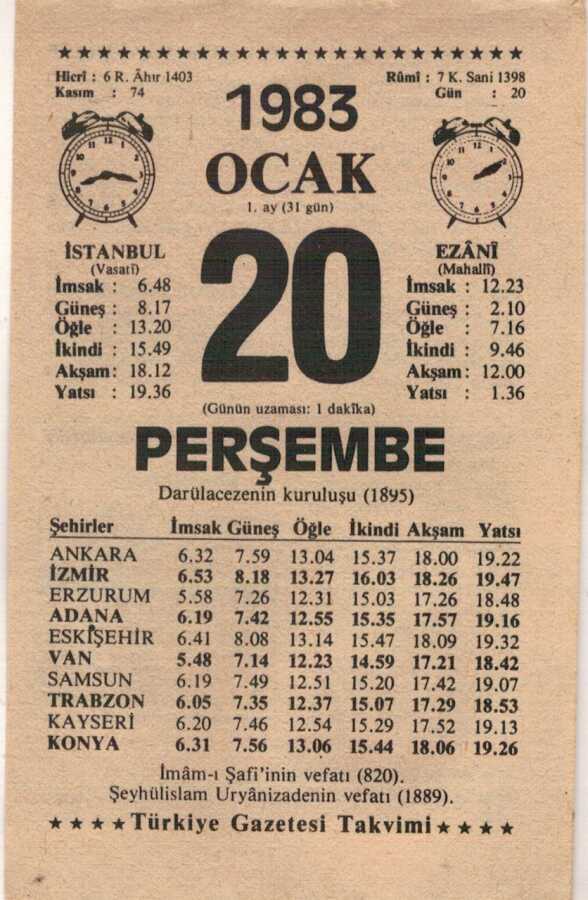 Hicrî : 6 R. Âhır 1403
Kasım : 74
Rûmî : 7 K. Sani 1398
Gün : 20
1983
OCAK
1. ay (31 gün)
İSTANBUL
(Vasatî)
İmsak : 6.48
Güneş : 8.17
Öğle : 13.20
İkindi : 15.49
Akşam: 18.12
Yatsı : 19.36
20
EZÂNÎ
(Mahallî)
İmsak : 12.23
Güneş : 2.10
Öğle : 7.16
İkindi : 9.46
Akşam: 12.00
Yatsı : 1.36
(Günün uzaması: 1 dakîka)
PERŞEMBE
Darülacezenin kuruluşu (1895)
Şehirler İmsak Güneş Öğle İkindi Akşam Yatsı
ANKARA 6.32 7.59 13.04 15.37 18.00 19.22
İZMİR 6.53 8.18 13.27 16.03 18.26 19.47
ERZURUM 5.58 7.26 12.31 15.03 17.26 18.48
ADANA 6.19 7.42 12.55 15.35 17.57 19.16
ESKİŞEHİR 6.41 8.08 13.14 15.47 18.09 19.32
VAN 5.48 7.14 12.23 14.59 17.21 18.42
SAMSUN 6.19 7.49 12.51 15.20 17.42 19.07
TRABZON 6.05 7.35 12.37 15.07 17.29 18.53
KAYSERİ 6.20 7.46 12.54 15.29 17.52 19.13
KONYA 6.31 7.56 13.06 15.44 18.06 19.26
İmâm-ı Şafi'inin vefatı (820).
Şeyhülislam Uryânizadenin vefatı (1889).
★★★★Türkiye Gazetesi Takvimi★★★★